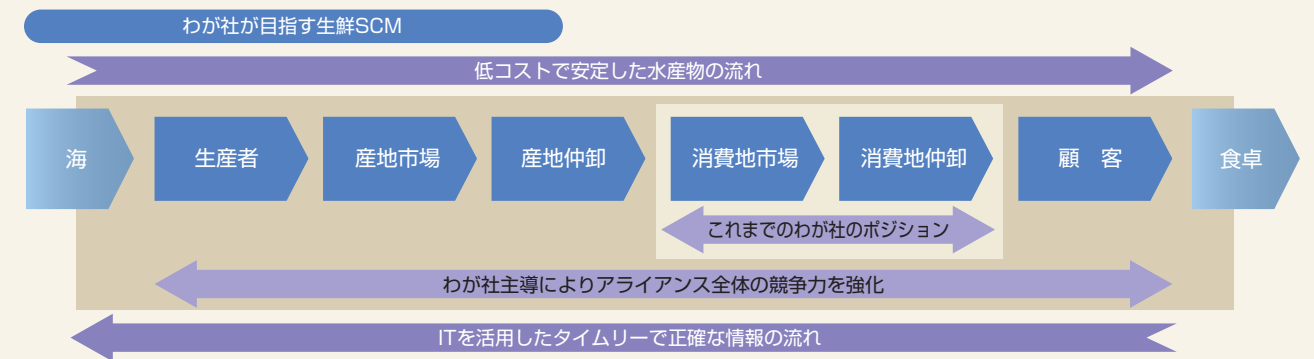 わが社が目指す生鮮SCM
低コストで安定した水産物の流れ
海
生産者
産地市場
産地仲卸
消費地市場
消費地仲卸
顧　客
食卓
これまでのわが社のポジション
わが社主導によりアライアンス全体の競争力を強化
ITを活用したタイムリーで正確な情報の流れ